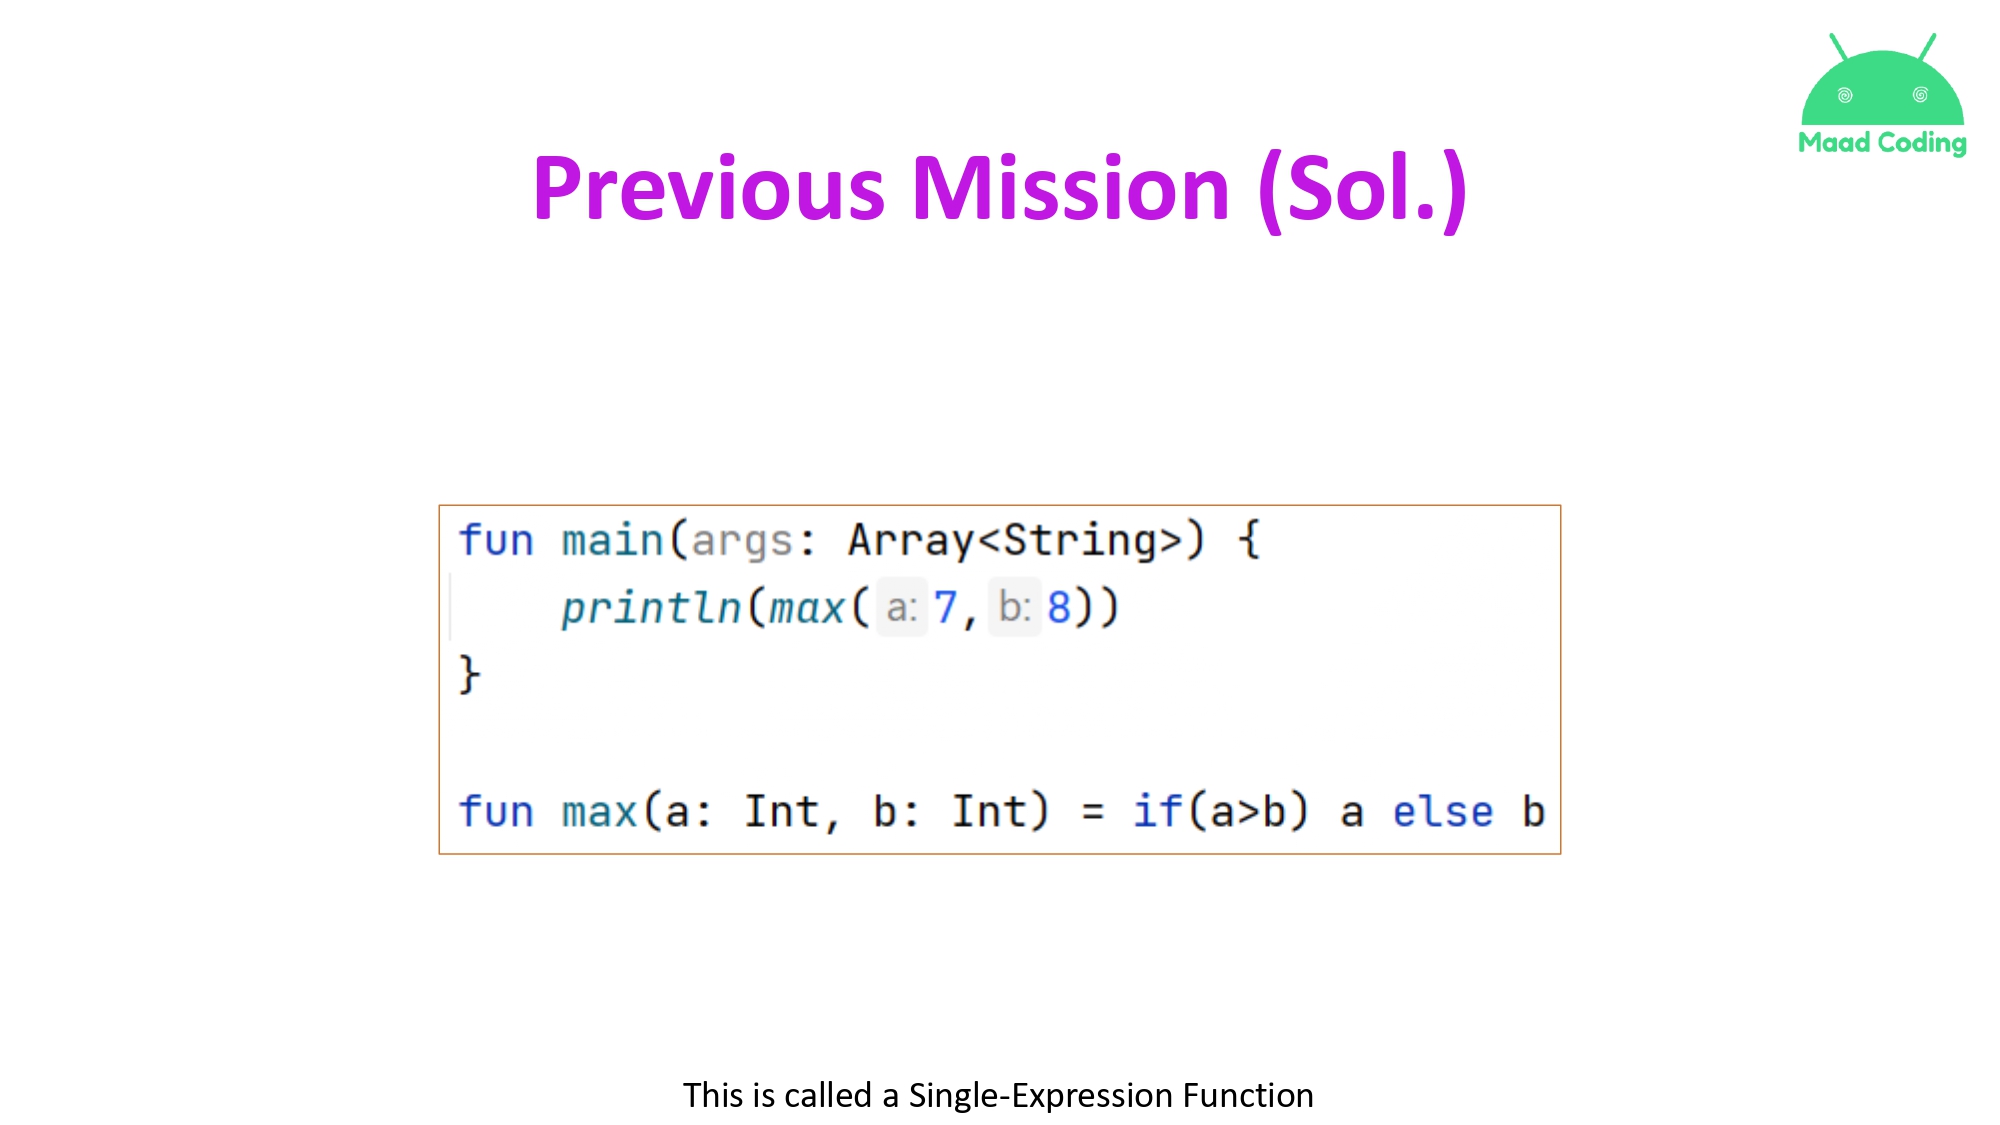 Maad Coding
Previous Mission (Sol.)
fun main(args: Array<String>) {
    println(max( a: 7, b: 8))
}
fun max(a: Int, b: Int) = if(a>b) a else b
This is called a Single-Expression Function